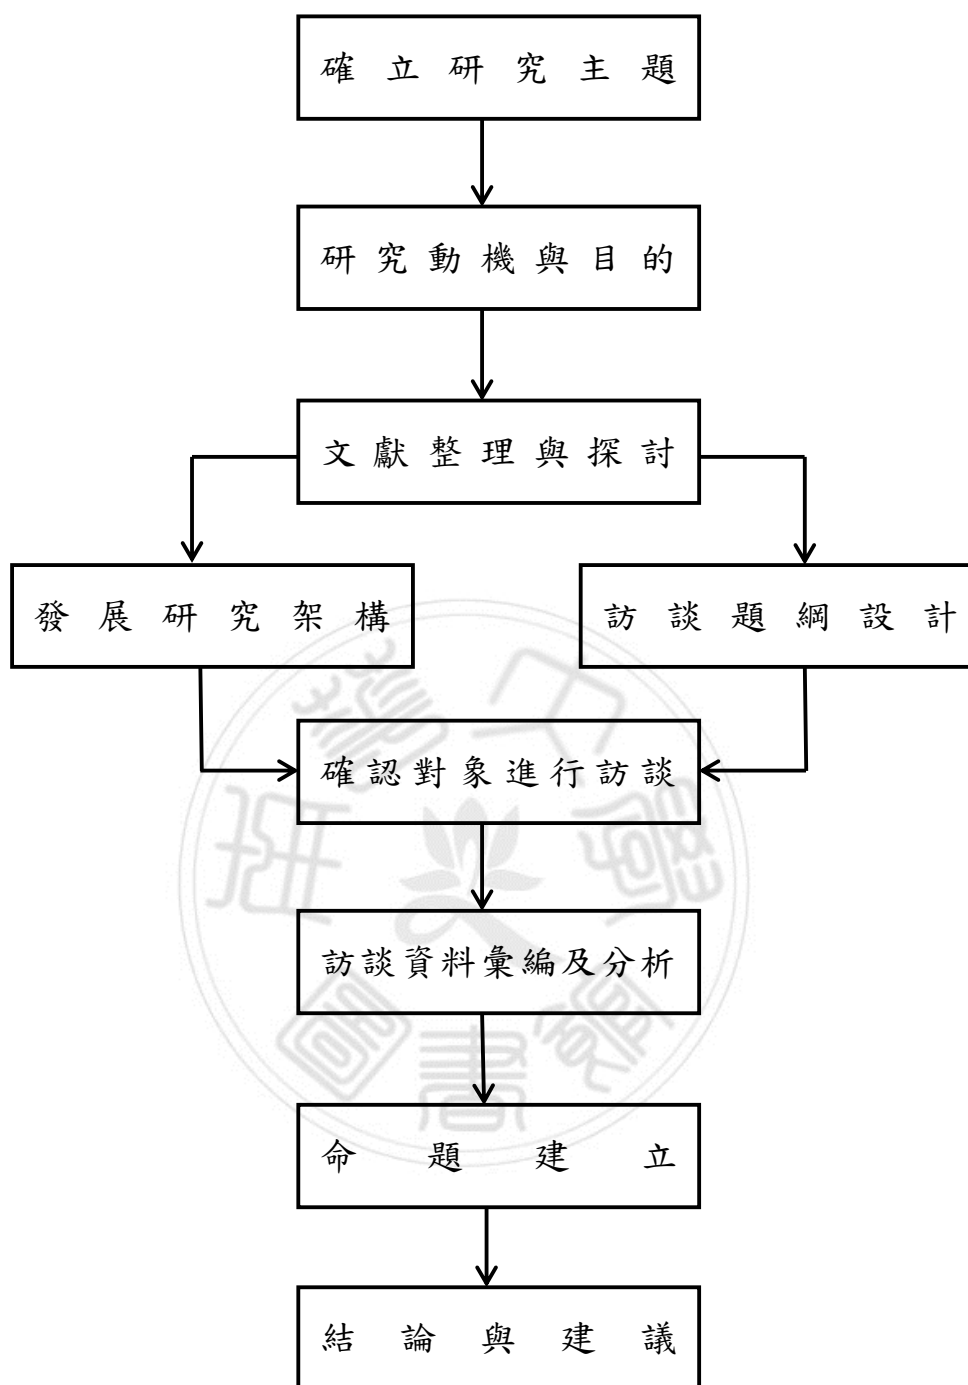 確立研究主題
研究動機與目的
文獻整理與探討
發展研究架構
訪談題綱設計
確認對象進行訪談
訪談資料彙編及分析
命題建立
結論與建議